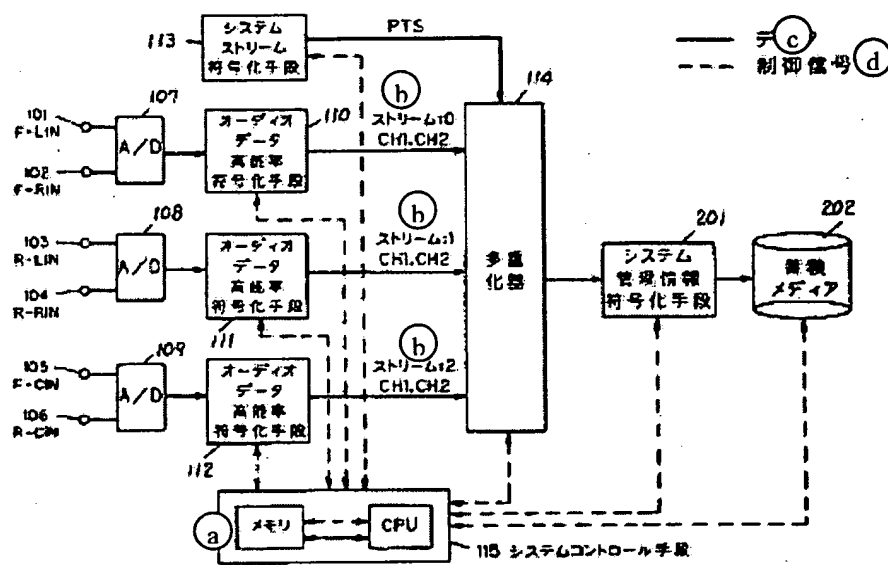 113
システム
ストリーム
符号化手段
PTS
c
制御信号
d
114
101
F-LIN
102
F-RIN
107
A/D
オーディオ
データ
高能率
符号化手段
110
b
ストリーム:0
CH1.CH2
103
R-LIN
104
R-RIN
108
A/D
オーディオ
データ
高能率
符号化手段
111
b
ストリーム:1
CH1.CH2
多重
化器
201
システム
管理情報
符号化手段
202
蓄積
メディア
105
F-CIN
106
R-CIN
109
A/D
オーディオ
データ
高能率
符号化手段
112
b
ストリーム:2
CH1.CH2
a
メモリ
CPU
115 システムコントロール手段